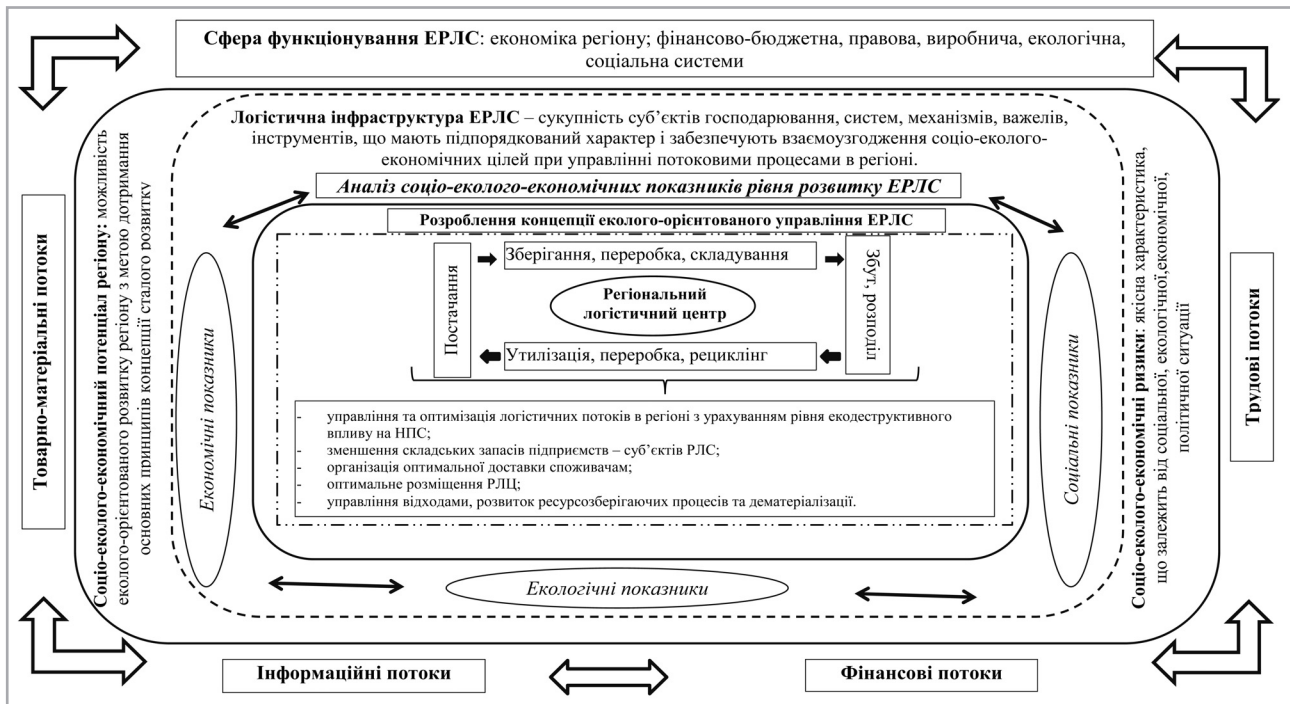 Сфера функціонування ЕРЛС: економіка регіону; фінансово-бюджетна, правова, виробнича, екологічна,
соціальна системи
Товарно-матеріальні потоки
Соціо-еколого-економічний потенціал регіону: можливість
еколого-орієнтованого розвитку регіону з метою дотримання
основних принципів концепції сталого розвитку
Логістична інфраструктура ЕРЛС – сукупність суб’єктів господарювання, систем, механізмів, важелів,
інструментів, що мають підпорядкований характер і забезпечують взаємоузгодження соціо-еколого-
економічних цілей при управлінні потоковими процесами в регіоні.
Аналіз соціо-еколого-економічних показників рівня розвитку ЕРЛС
Економічні показники
Розроблення концепції еколого-орієнтованого управління ЕРЛС
Постачання
Зберігання, переробка, складування
Регіональний
логістичний центр
Утилізація, переробка, рециклінг
Збут, розподіл
- управління та оптимізація логістичних потоків в регіоні з урахуванням рівня екодеструктивного
впливу на НПС;
- зменшення складських запасів підприємств – суб’єктів РЛС;
- організація оптимальної доставки споживачам;
- оптимальне розміщення РЛЦ;
- управління відходами, розвиток ресурсозберігаючих процесів та дематеріалізації.
Соціальні показники
Екологічні показники
Соціо-еколого-економічні ризики: якісна характеристика,
що залежить від соціальної, екологічної,економічної,
політичної ситуації
Трудові потоки
Інформаційні потоки
Фінансові потоки